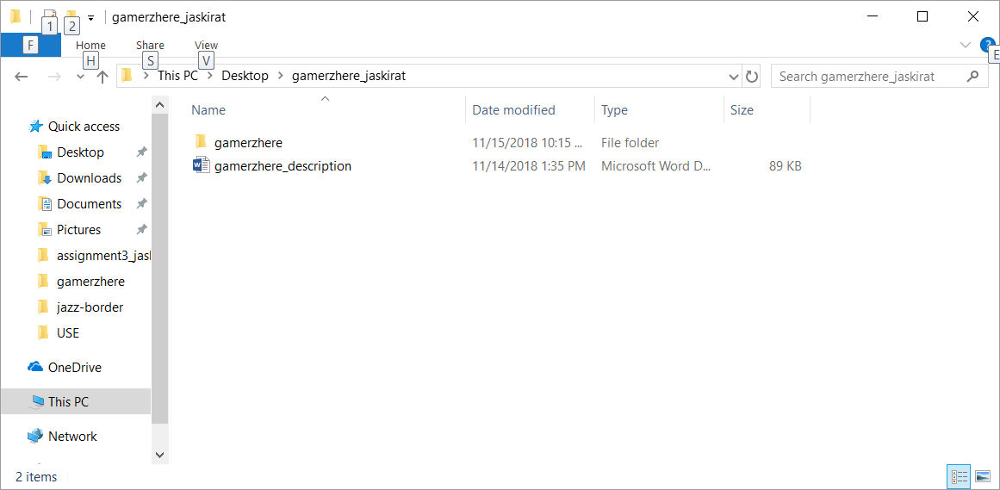 1 2 gamerzhere_jaskirat
F Home Share View ?
H S V E
This PC Desktop gamerzhere_jaskirat Search gamerzhere_jaskirat
Name Date modified Type Size
Quick access
gamerzhere 11/15/2018 10:15 ... File folder
Desktop
gamerzhere_description 11/14/2018 1:35 PM Microsoft Word D... 89 KB
Downloads
Documents
Pictures
assignment3_jask
gamerzhere
jazz-border
USE
OneDrive
This PC
Network
2 items